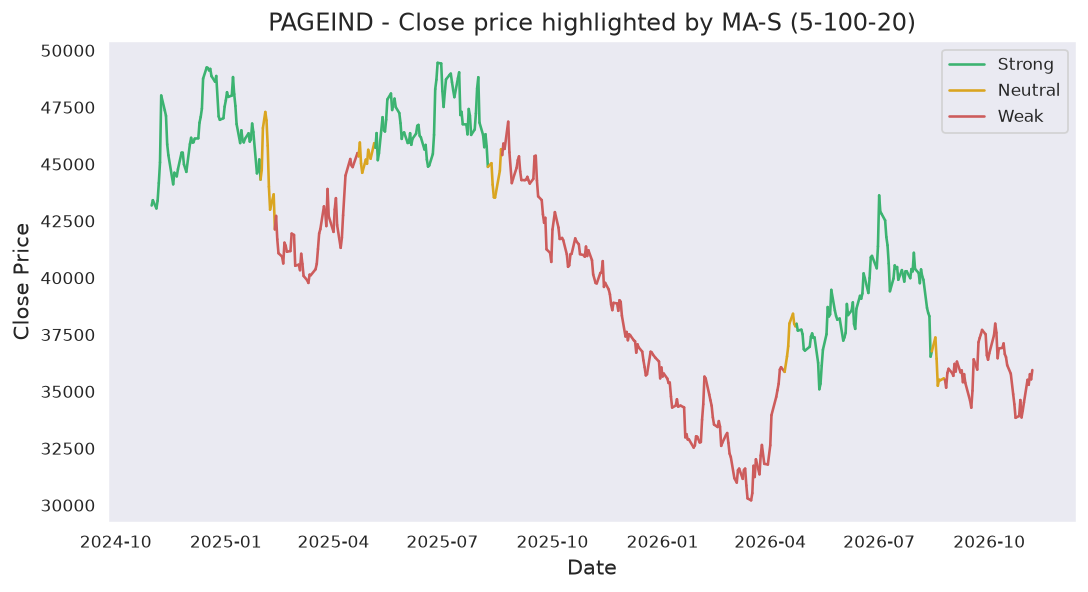 PAGEIND - Close price highlighted by MA-S (5-100-20)
Strong
Neutral
Weak
Close Price
50000
47500
45000
42500
40000
37500
35000
32500
30000
2024-10 2025-01 2025-04 2025-07 2025-10 2026-01 2026-04 2026-07 2026-10
Date